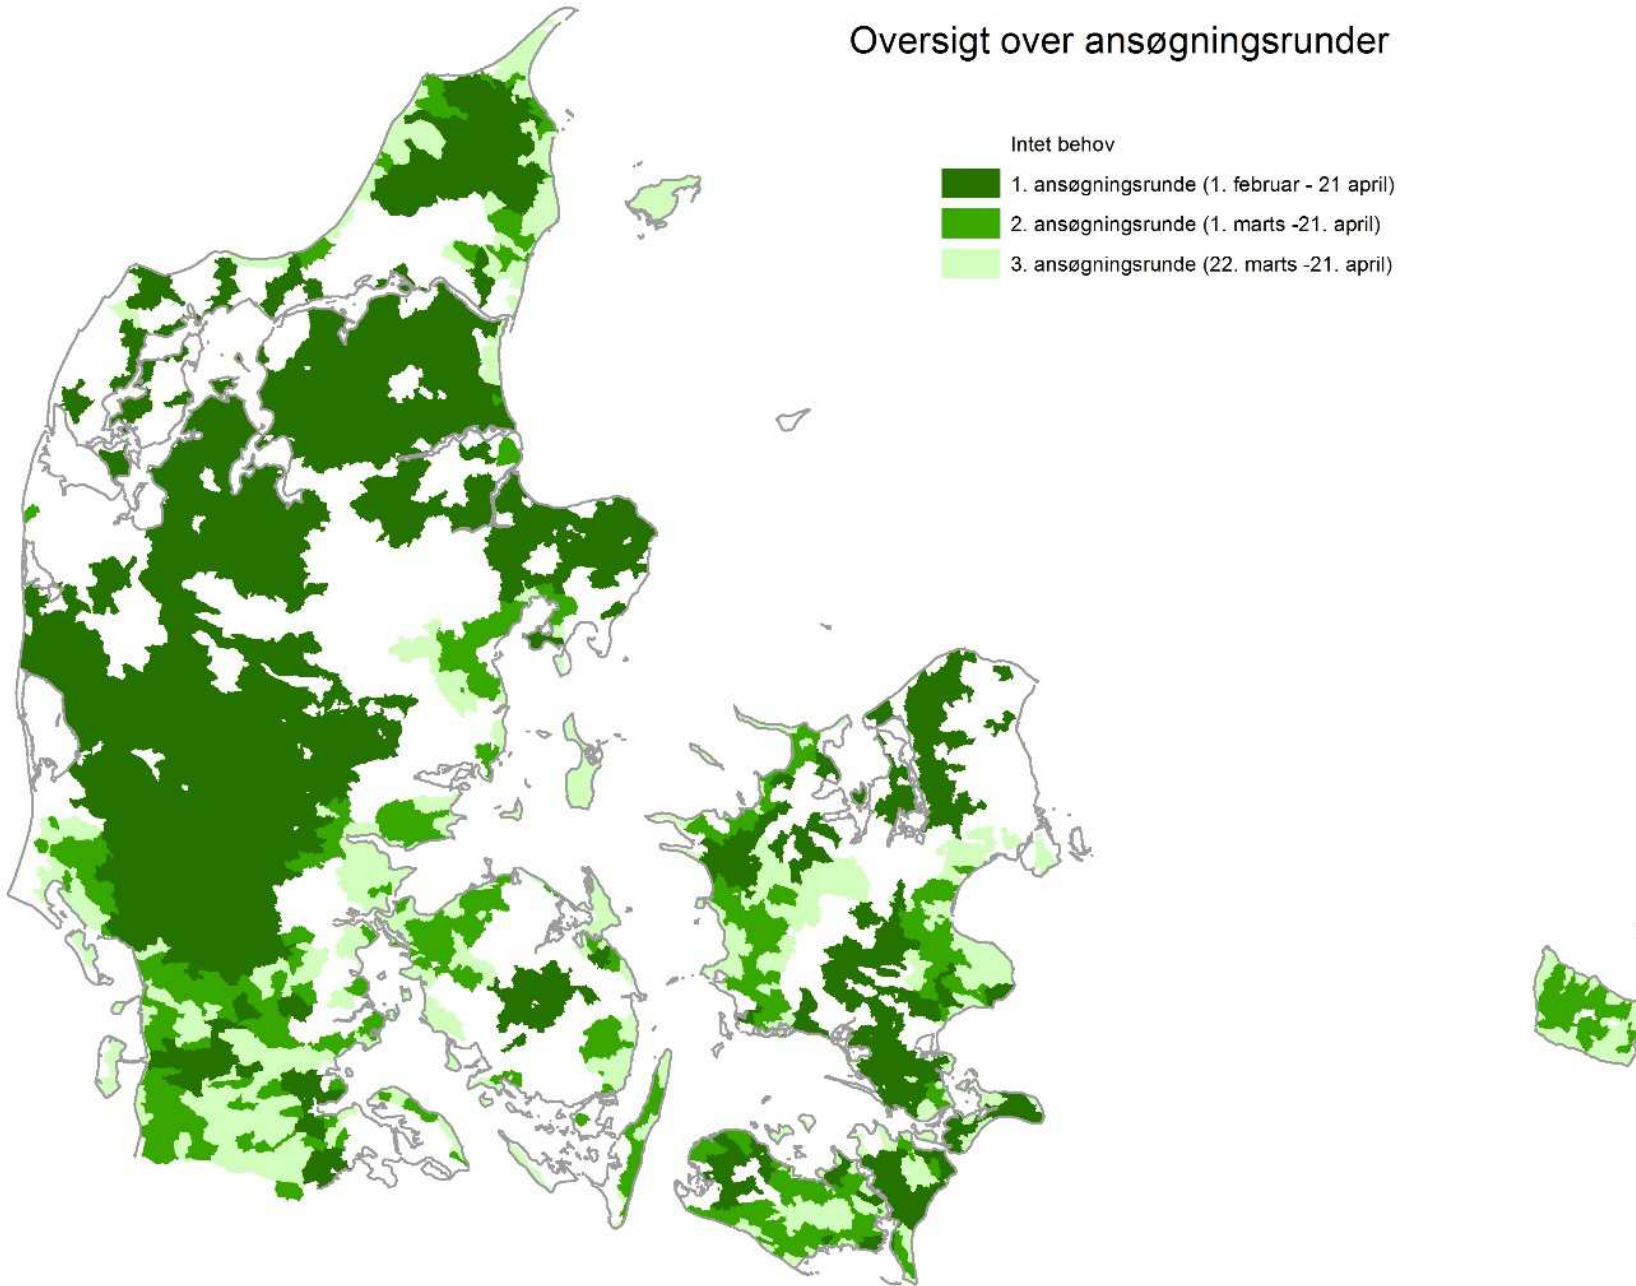 Oversigt over ansøgningsrunder
Intet behov
1. ansøgningsrunde (1. februar - 21 april)
2. ansøgningsrunde (1. marts -21. april)
3. ansøgningsrunde (22. marts -21. april)